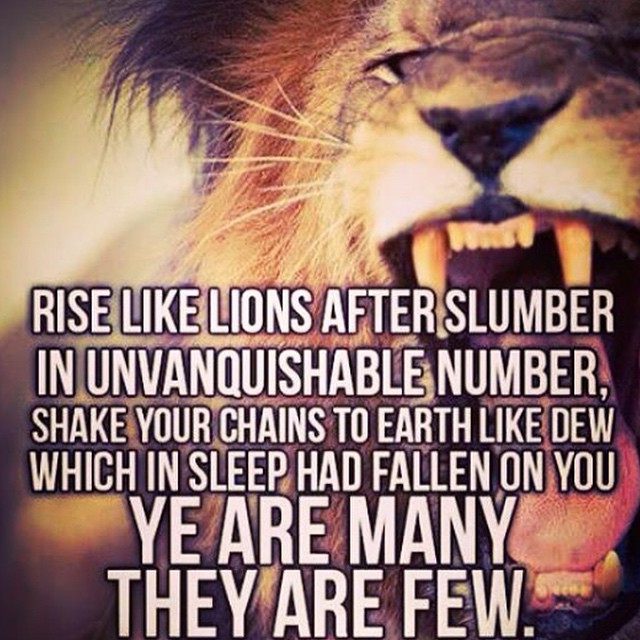 RISE LIKE LIONS AFTER SLUMBER
IN UNVANQUISHABLE NUMBER,
SHAKE YOUR CHAINS TO EARTH LIKE DEW
WHICH IN SLEEP HAD FALLEN ON YOU
YE ARE MANY
THEY ARE FEW.